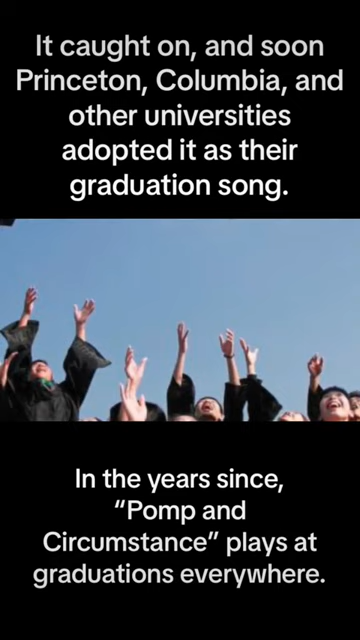 It caught on, and soon
Princeton, Columbia, and
other universities
adopted it as their
graduation song.
In the years since,
“Pomp and
Circumstance” plays at
graduations everywhere.